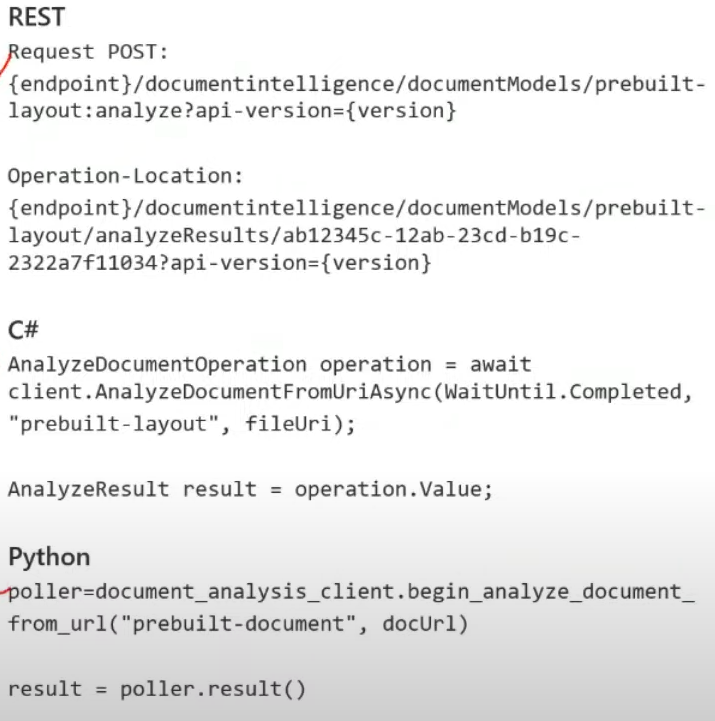 REST
Request POST:
{endpoint}/documentintelligence/documentModels/prebuilt-
layout:analyze?api-version={version}
Operation-Location:
{endpoint}/documentintelligence/documentModels/prebuilt-
layout/analyzeResults/ab12345c-12ab-23cd-b19c-
2322a7f11034?api-version={version}
C#
AnalyzeDocumentOperation operation = await
client.AnalyzeDocumentFromUriAsync(WaitUntil.Completed,
"prebuilt-layout", fileUri);
AnalyzeResult result = operation.Value;
Python
poller=document_analysis_client.begin_analyze_document_
from_url("prebuilt-document", docUrl)
result = poller.result()